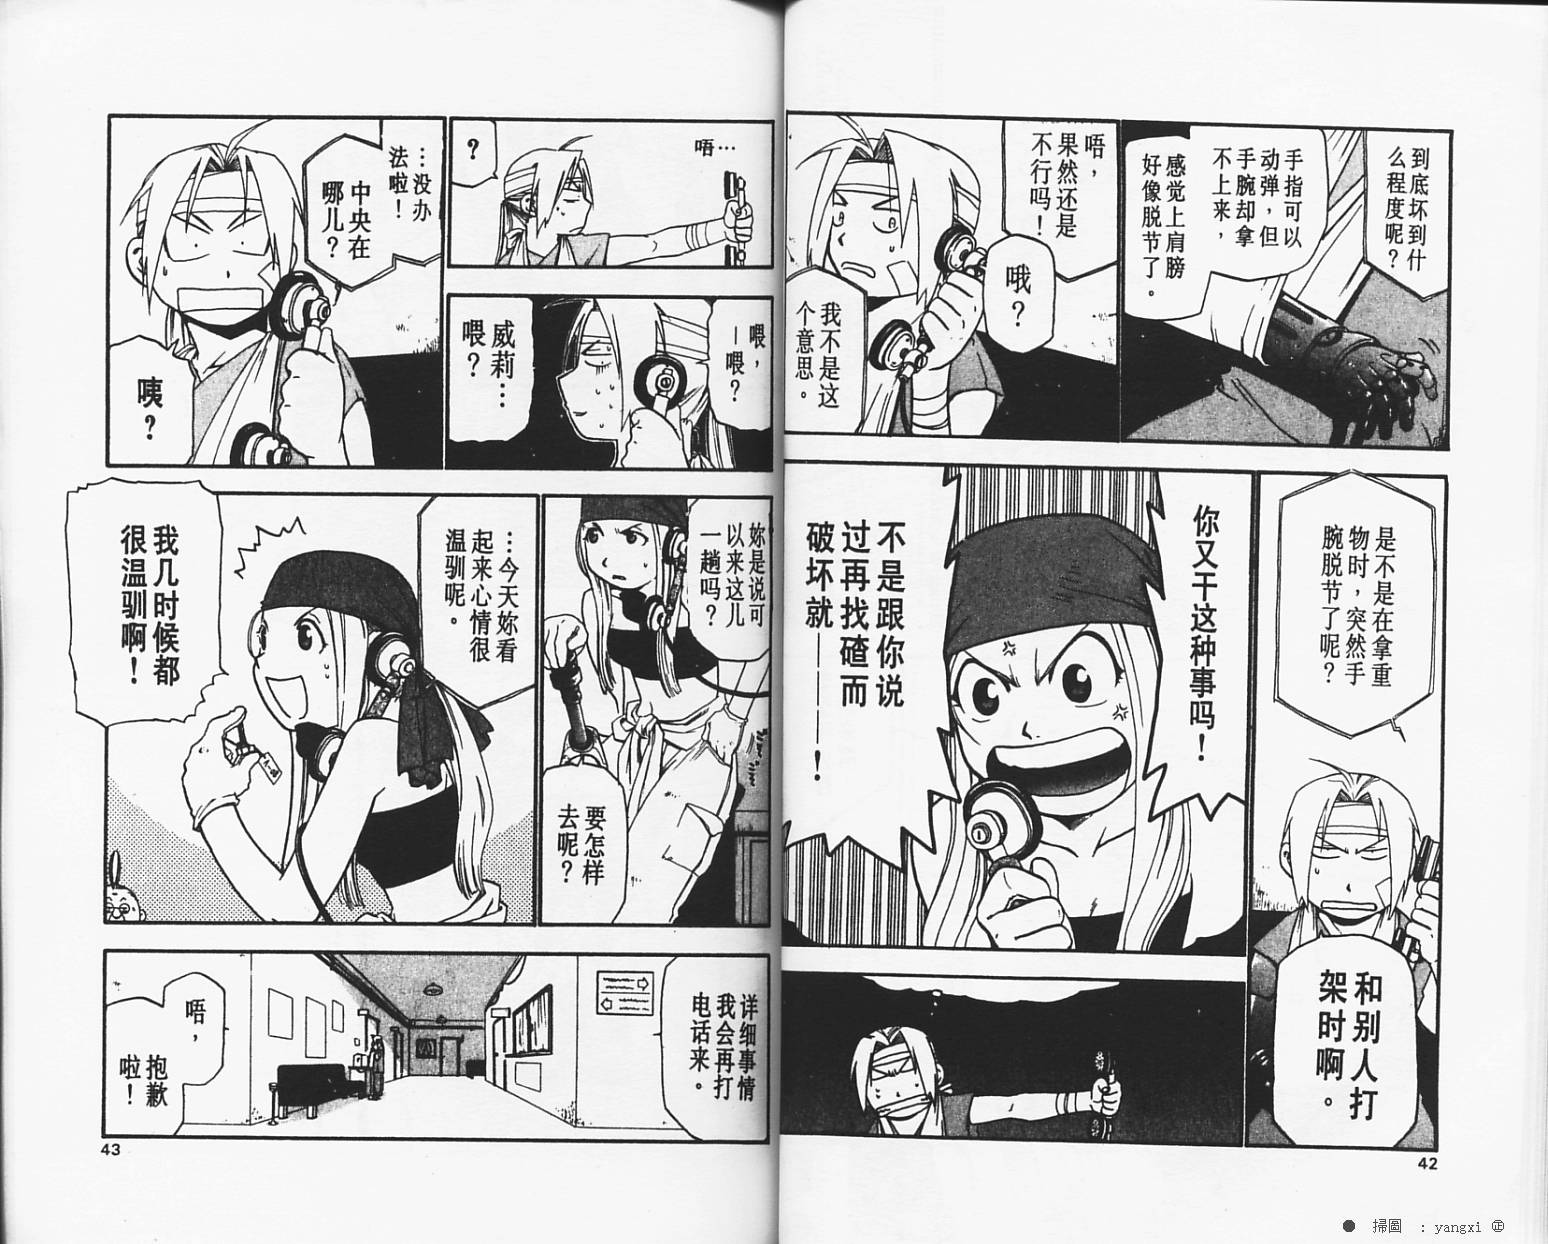 到底坏到什
么程度呢？
手指可以
动弹，但
手腕却拿
不上来，
感觉上肩膀
好像脱节了。
唔，
果然还是
不行吗！
哦？
我不是这
个意思。
是不是在拿重
物时，突然手
腕脱节了呢？
和别人打
架时啊。
你又干这种事吗！
不是跟你说
过再找碴而
破坏就——！
42
唔…
？
喂，
—喂？
威莉…
喂？
…没办
法啦！
中央在
哪儿？
咦？
妳是说可
以来这儿
一趟吗？
要怎样
去呢？
…今天妳看
起来心情很
温驯呢。
我几时候都
很温驯啊！
详细事情
我会再打
电话来。
唔，
抱歉
啦！
43
● 掃圖 : yangxi ㊣